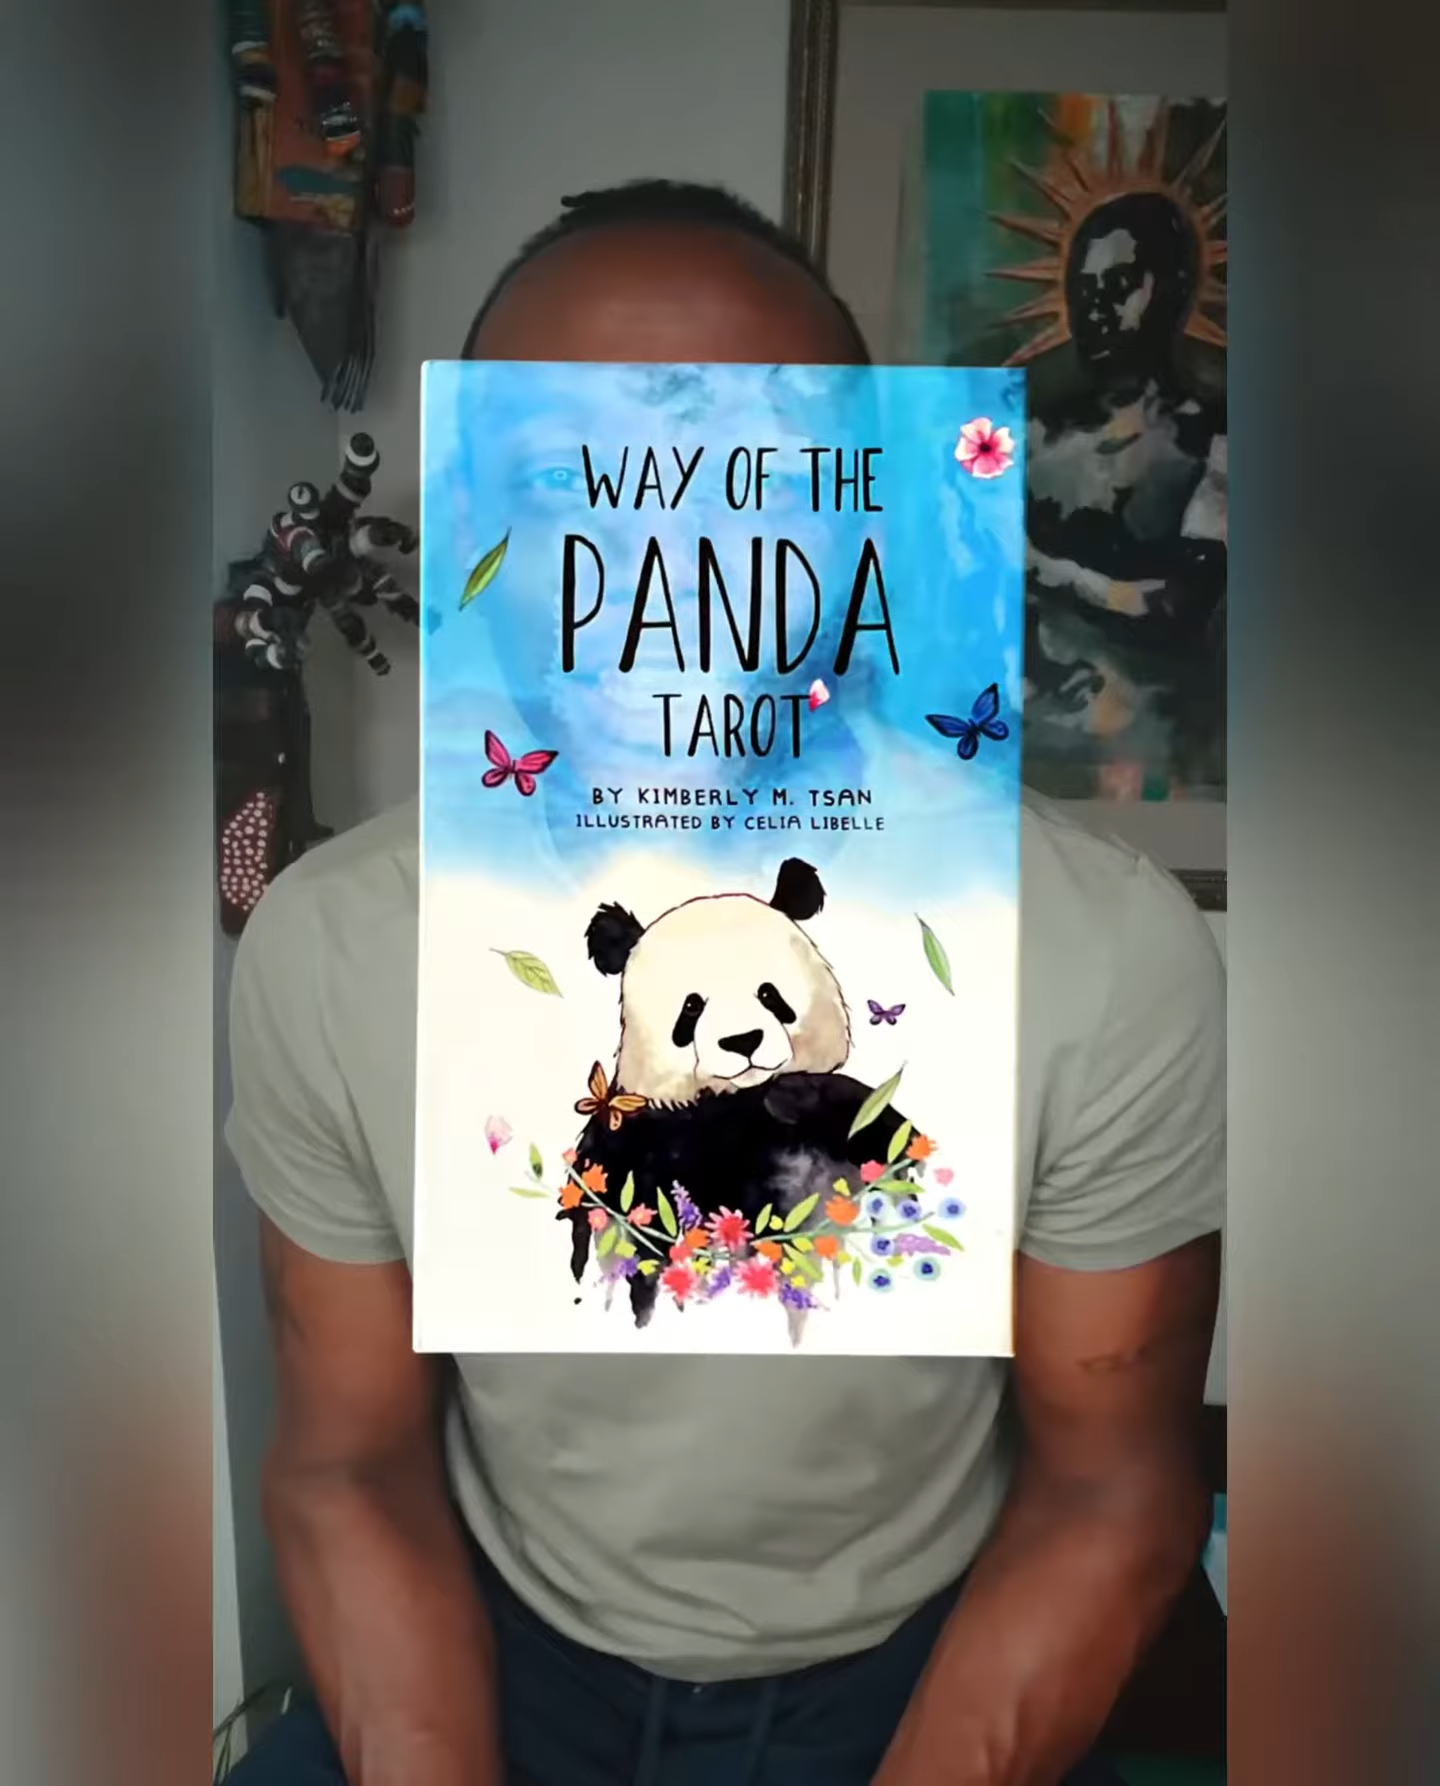 WAY OF THE
PANDA
TAROT
BY KIMBERLY M. TSAN
ILLUSTRATED BY CELIA LIBELLE